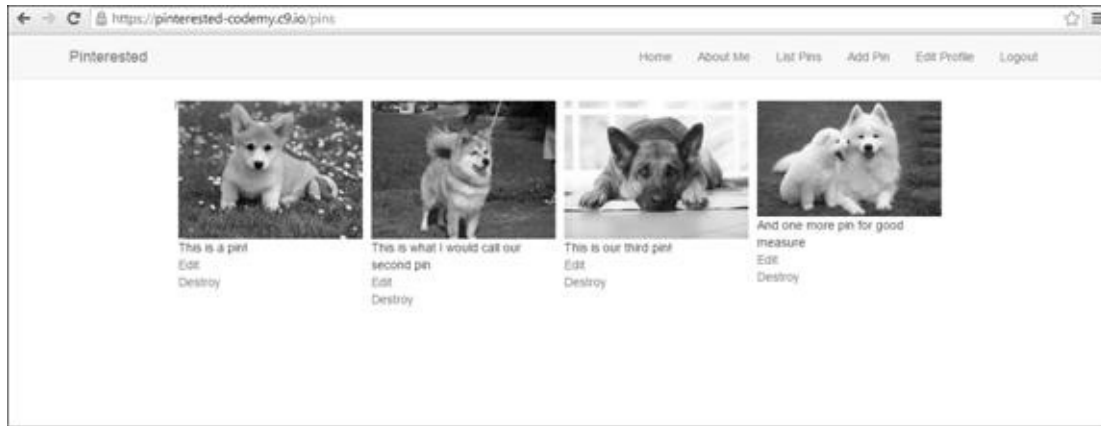 https://pinterested-codemy.c9.io/pins
Pinterested
Home About Me List Pins Add Pin Edit Profile Logout
This is a pin!
Edit
Destroy
This is what I would call our
second pin
Edit
Destroy
This is our third pin!
Edit
Destroy
And one more pin for good
measure
Edit
Destroy